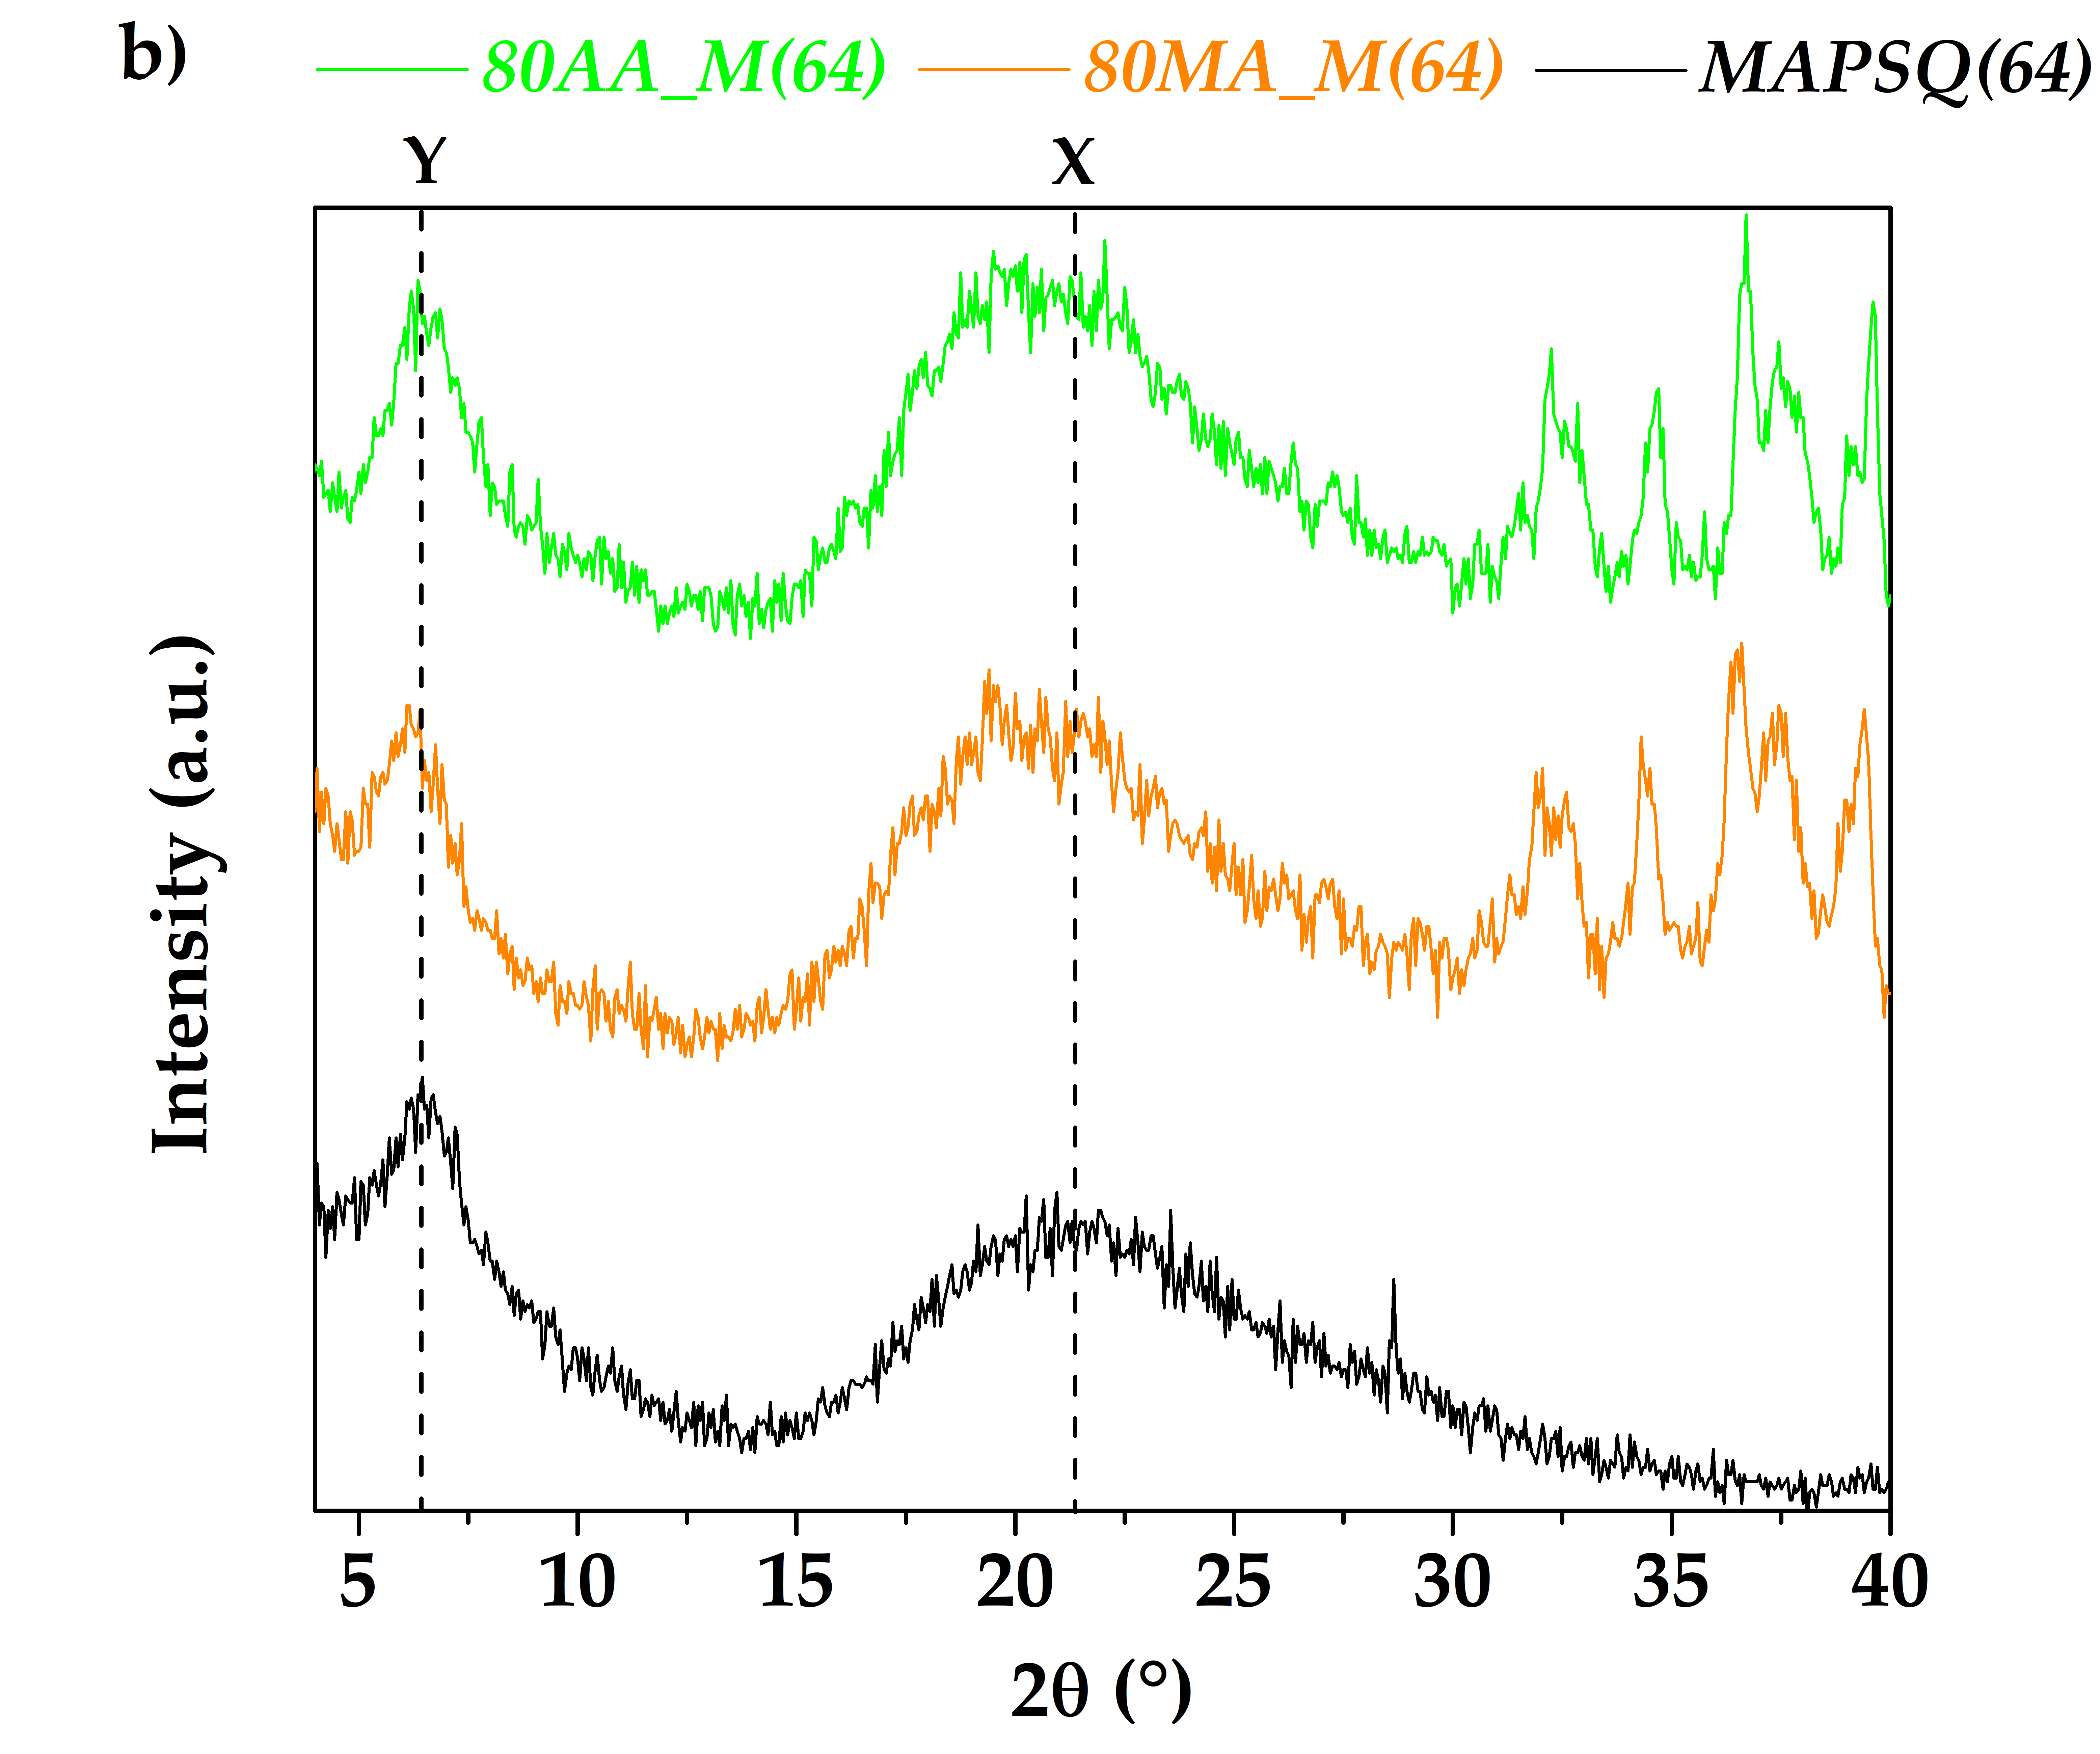 b) 80AA_M(64) 80MA_M(64) MAPSQ(64)
Y X
Intensity (a.u.)
5 10 15 20 25 30 35 40
2θ (°)